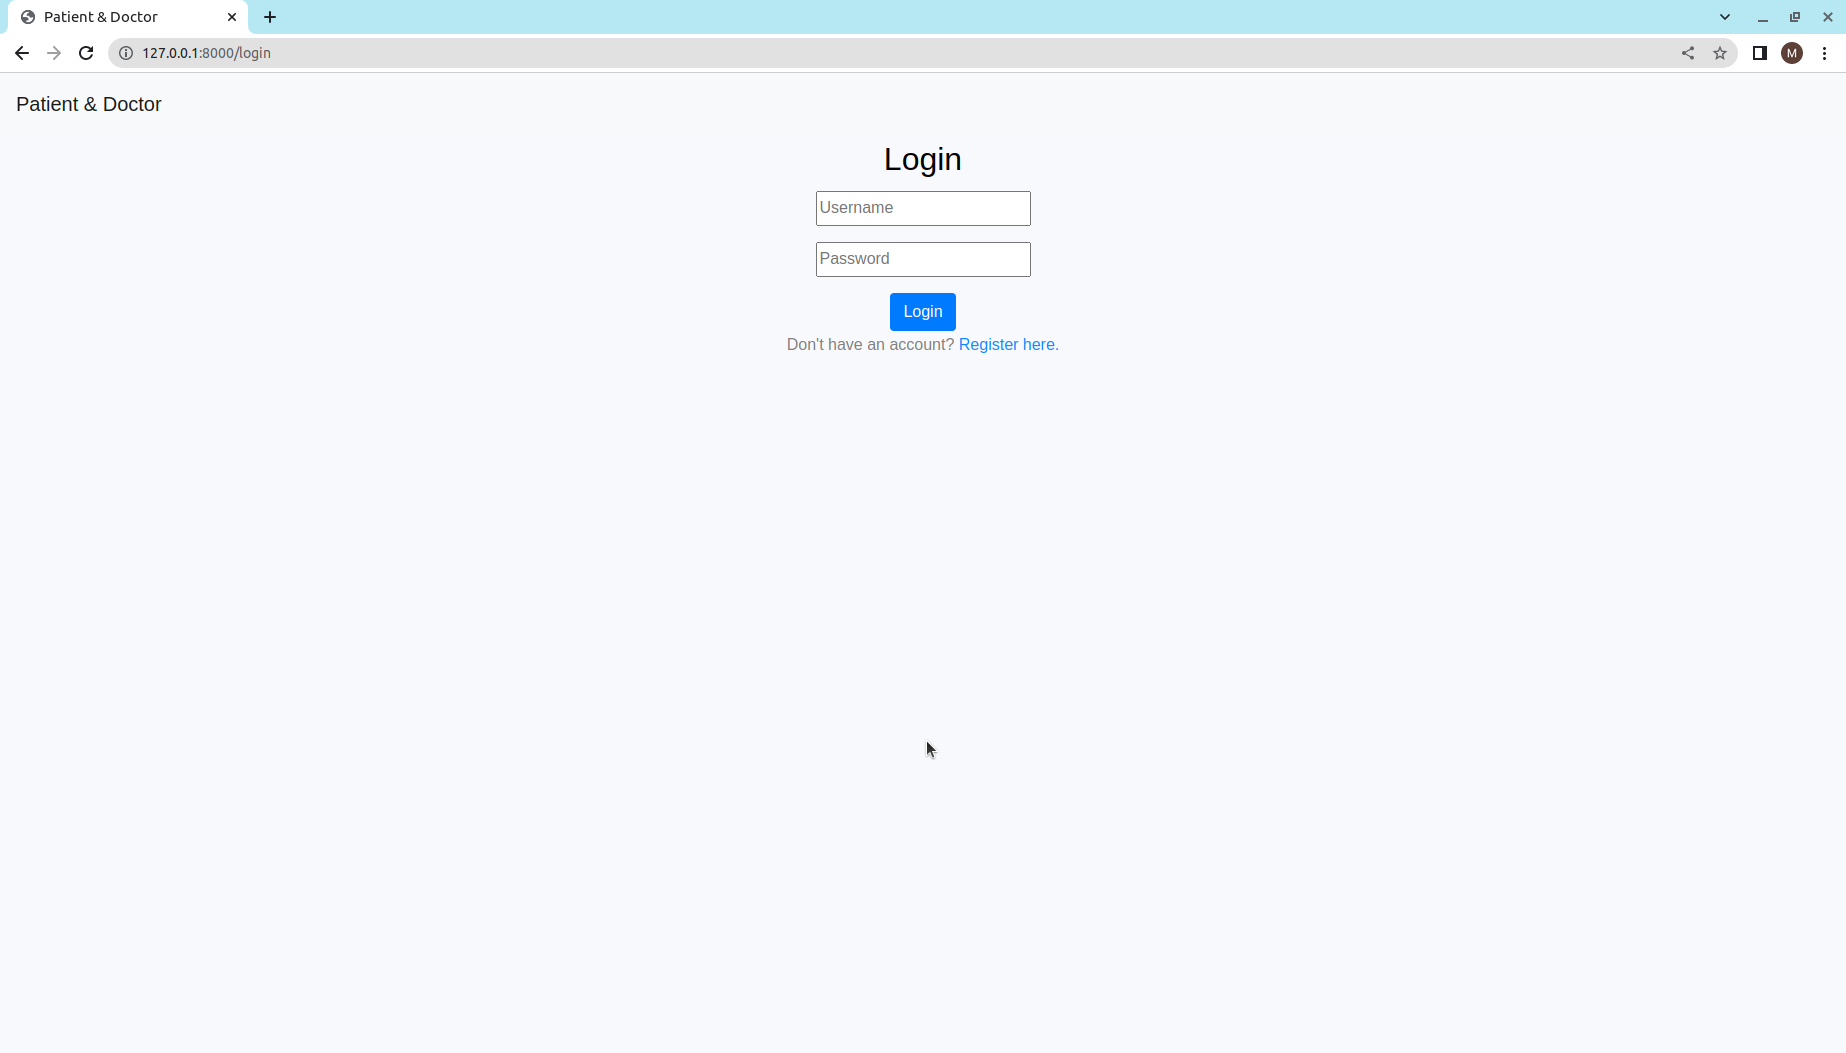 Patient & Doctor
127.0.0.1:8000/login
M
Patient & Doctor
Login
Username
Password
Login
Don't have an account? Register here.